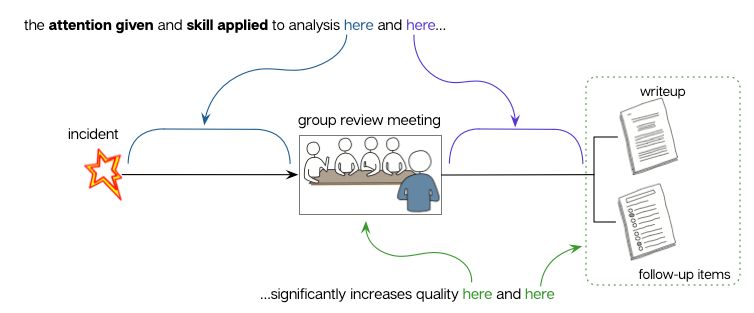 the attention given and skill applied to analysis here and here...
writeup
group review meeting
incident
follow-up items
...significantly increases quality here and here